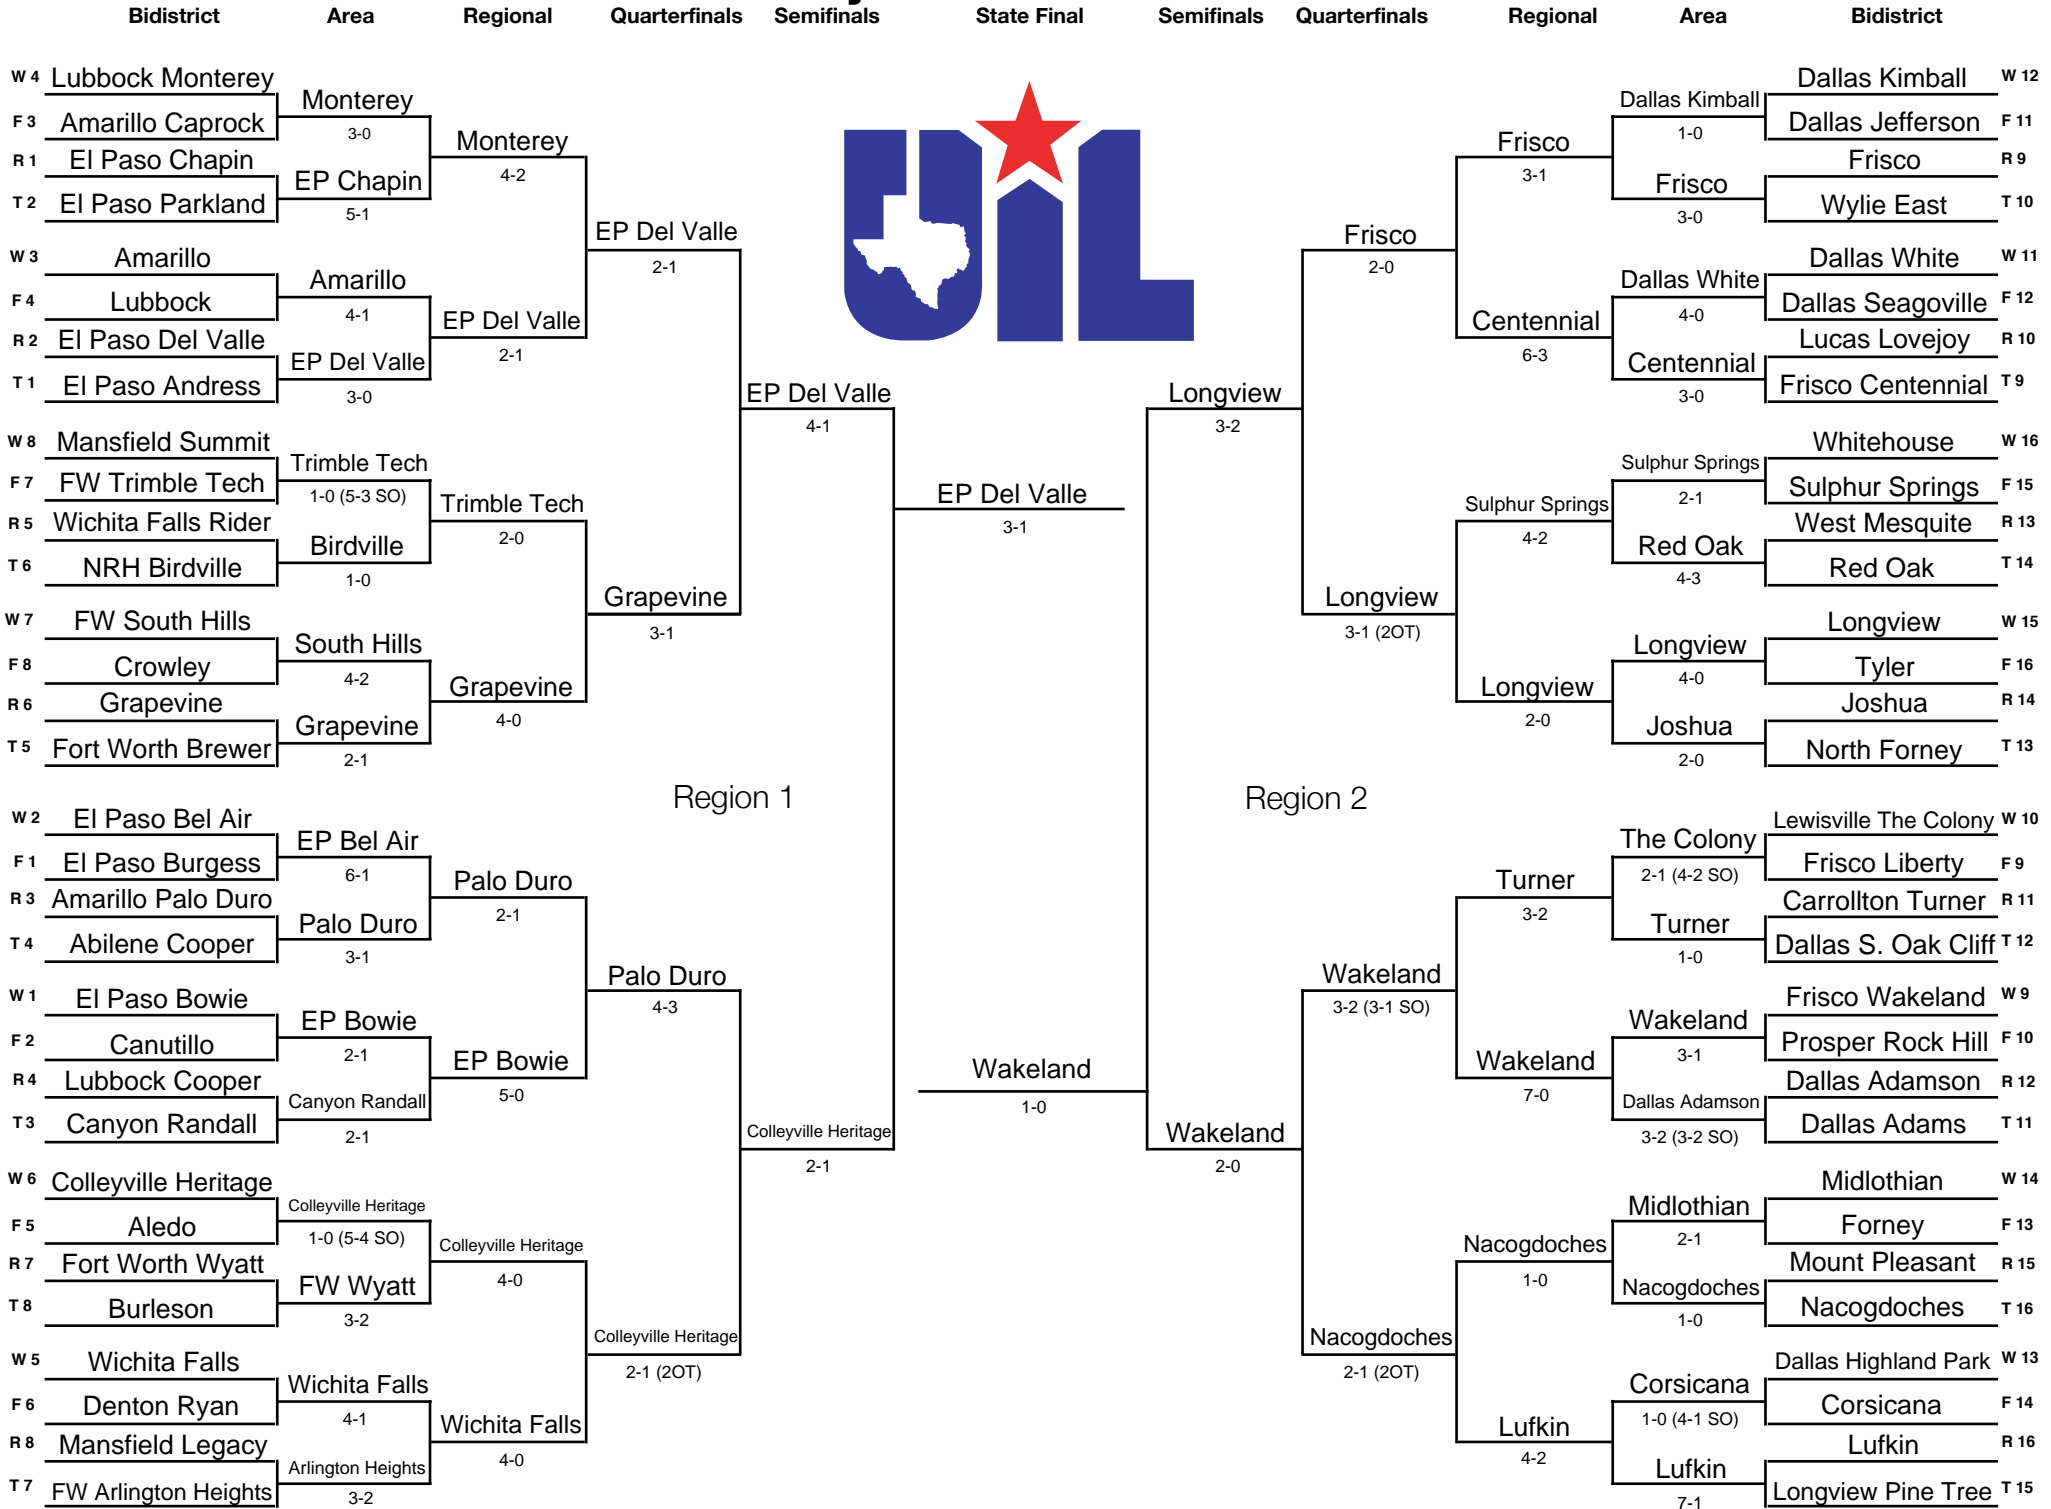 Bidistrict Area Regional Quarterfinals Semifinals State Final Semifinals Quarterfinals Regional Area Bidistrict
W 4 Lubbock Monterey
F 3 Amarillo Caprock
R 1 El Paso Chapin
T 2 El Paso Parkland
W 3 Amarillo
F 4 Lubbock
R 2 El Paso Del Valle
T 1 El Paso Andress
W 8 Mansfield Summit
F 7 FW Trimble Tech
R 5 Wichita Falls Rider
T 6 NRH Birdville
W 7 FW South Hills
F 8 Crowley
R 6 Grapevine
T 5 Fort Worth Brewer
W 2 El Paso Bel Air
F 1 El Paso Burgess
R 3 Amarillo Palo Duro
T 4 Abilene Cooper
W 1 El Paso Bowie
F 2 Canutillo
R 4 Lubbock Cooper
T 3 Canyon Randall
W 6 Colleyville Heritage
F 5 Aledo
R 7 Fort Worth Wyatt
T 8 Burleson
W 5 Wichita Falls
F 6 Denton Ryan
R 8 Mansfield Legacy
T 7 FW Arlington Heights
Monterey
3-0
EP Chapin
5-1
Amarillo
4-1
EP Del Valle
3-0
Trimble Tech
1-0 (5-3 SO)
Birdville
1-0
South Hills
4-2
Grapevine
2-1
EP Bel Air
6-1
Palo Duro
3-1
EP Bowie
2-1
Canyon Randall
2-1
Colleyville Heritage
1-0 (5-4 SO)
FW Wyatt
3-2
Wichita Falls
4-1
Arlington Heights
3-2
Monterey
4-2
EP Del Valle
2-1
Trimble Tech
2-0
Grapevine
4-0
Palo Duro
2-1
EP Bowie
5-0
Colleyville Heritage
4-0
Wichita Falls
4-0
EP Del Valle
2-1
Grapevine
3-1
Palo Duro
4-3
Colleyville Heritage
2-1 (2OT)
Region 1
EP Del Valle
4-1
Colleyville Heritage
2-1
UIL
EP Del Valle
3-1
Wakeland
1-0
Longview
3-2
Wakeland
2-0
Region 2
Frisco
2-0
Longview
3-1 (2OT)
Wakeland
3-2 (3-1 SO)
Nacogdoches
2-1 (2OT)
Frisco
3-1
Centennial
6-3
Sulphur Springs
4-2
Longview
2-0
Turner
3-2
Wakeland
7-0
Nacogdoches
1-0
Lufkin
4-2
Dallas Kimball
1-0
Frisco
3-0
Dallas White
4-0
Centennial
3-0
Sulphur Springs
2-1
Red Oak
4-3
Longview
4-0
Joshua
2-0
The Colony
2-1 (4-2 SO)
Turner
1-0
Wakeland
3-1
Dallas Adamson
3-2 (3-2 SO)
Midlothian
2-1
Nacogdoches
1-0
Corsicana
1-0 (4-1 SO)
Lufkin
7-1
Dallas Kimball W 12
Dallas Jefferson F 11
Frisco R 9
Wylie East T 10
Dallas White W 11
Dallas Seagoville F 12
Lucas Lovejoy R 10
Frisco Centennial T 9
Whitehouse W 16
Sulphur Springs F 15
West Mesquite R 13
Red Oak T 14
Longview W 15
Tyler F 16
Joshua R 14
North Forney T 13
Lewisville The Colony W 10
Frisco Liberty F 9
Carrollton Turner R 11
Dallas S. Oak Cliff T 12
Frisco Wakeland W 9
Prosper Rock Hill F 10
Dallas Adamson R 12
Dallas Adams T 11
Midlothian W 14
Forney F 13
Mount Pleasant R 15
Nacogdoches T 16
Dallas Highland Park W 13
Corsicana F 14
Lufkin R 16
Longview Pine Tree T 15